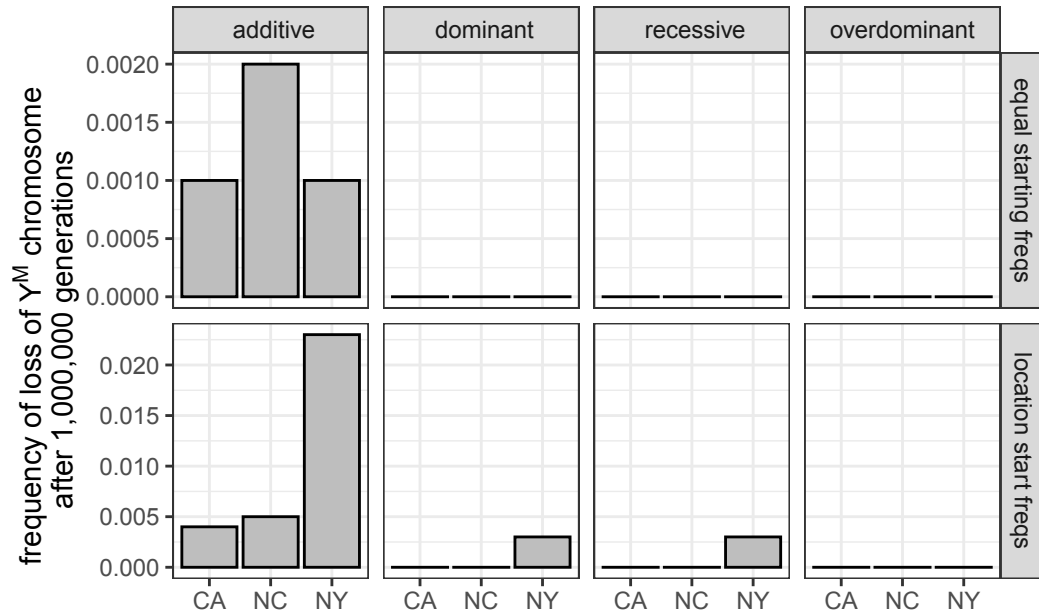 additive dominant recessive overdominant
frequency of loss of Y^M chromosome
after 1,000,000 generations
0.0020
0.0015
0.0010
0.0005
0.0000
equal starting freqs
0.020
0.015
0.010
0.005
0.000
location start freqs
CA NC NY CA NC NY CA NC NY CA NC NY